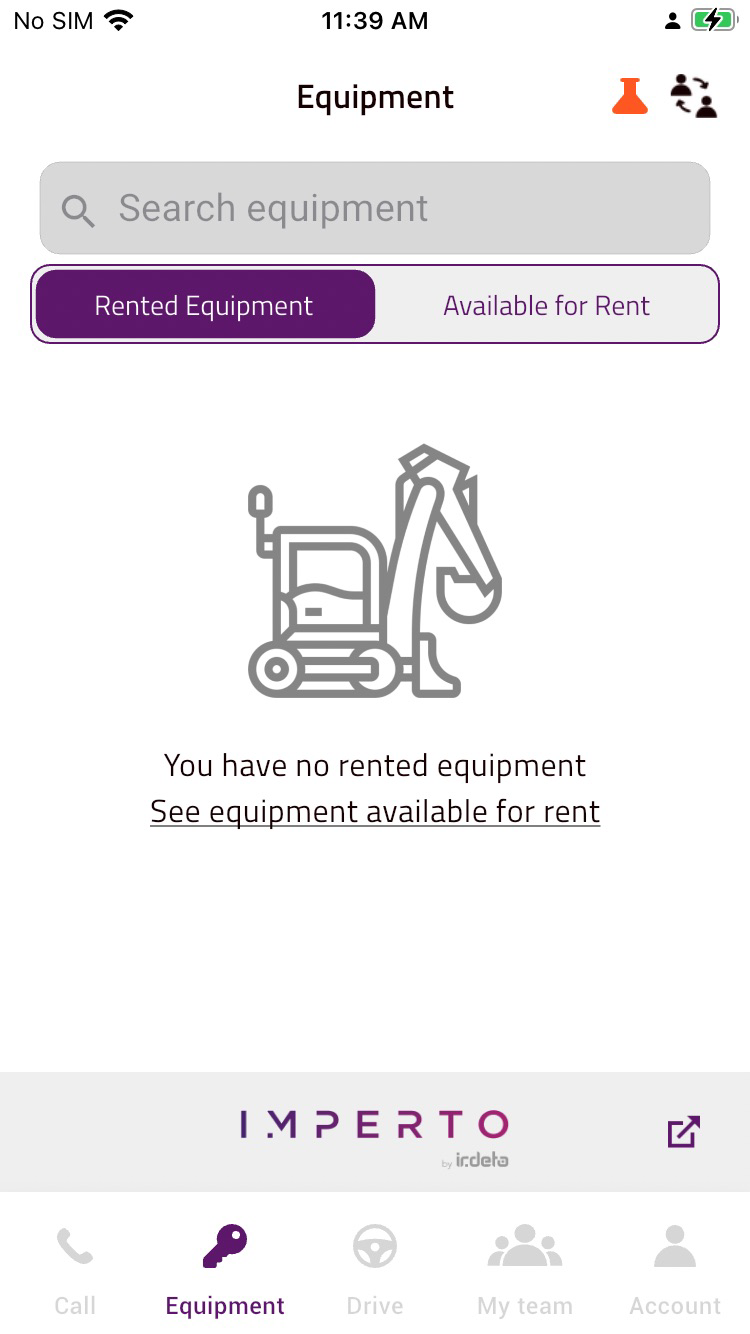 No SIM 11:39 AM
Equipment
Search equipment
Rented Equipment Available for Rent
You have no rented equipment
See equipment available for rent
IMPERTO
by irdeta
Call Equipment Drive My team Account